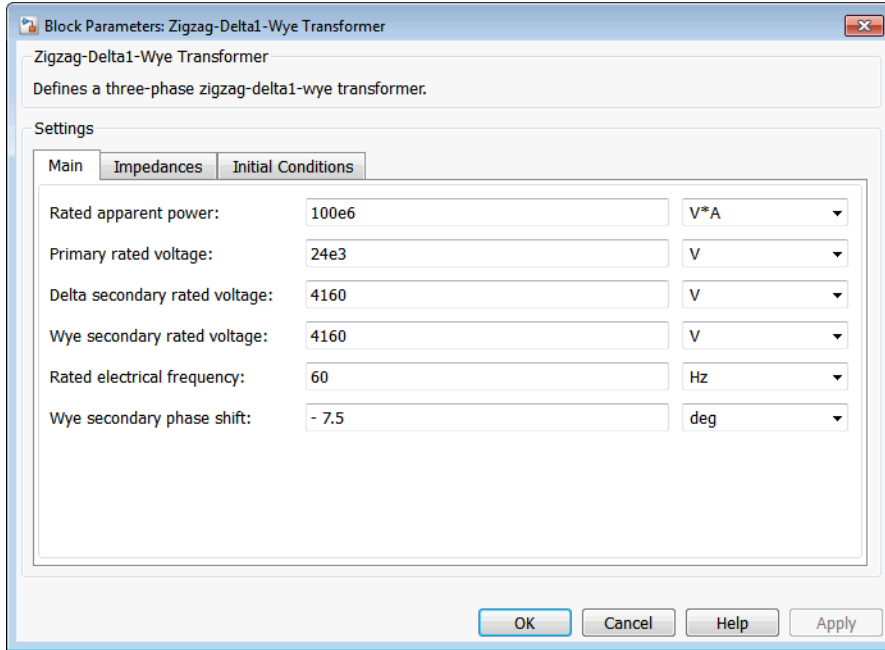 Block Parameters: Zigzag-Delta1-Wye Transformer
Zigzag-Delta1-Wye Transformer
Defines a three-phase zigzag-delta1-wye transformer.
Settings
Main Impedances Initial Conditions
Rated apparent power: 100e6 V*A
Primary rated voltage: 24e3 V
Delta secondary rated voltage: 4160 V
Wye secondary rated voltage: 4160 V
Rated electrical frequency: 60 Hz
Wye secondary phase shift: - 7.5 deg
OK Cancel Help Apply